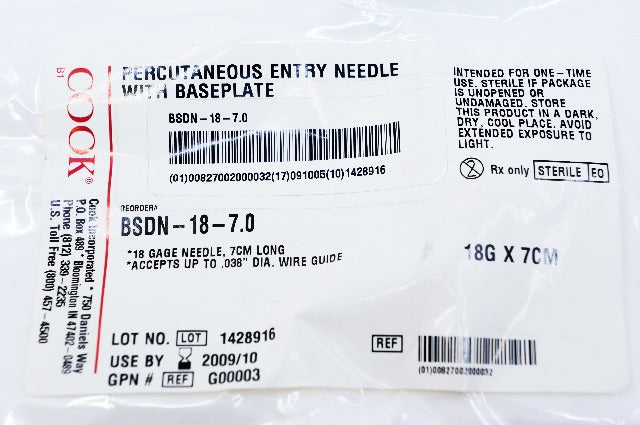 PERCUTANEOUS ENTRY NEEDLE
WITH BASEPLATE
BSDN-18-7.0
(01)00827002000032(17)091005(10)1428916
REORDER#
BSDN-18-7.0
*18 GAGE NEEDLE, 7CM LONG
*ACCEPTS UP TO .038" DIA. WIRE GUIDE
LOT NO. LOT 1428916
USE BY 2009/10
GPN # REF G00003
INTENDED FOR ONE-TIME
USE. STERILE IF PACKAGE
IS UNOPENED OR
UNDAMAGED. STORE
THIS PRODUCT IN A DARK,
DRY, COOL PLACE. AVOID
EXTENDED EXPOSURE TO
LIGHT.
2 Rx only STERILE EO
18G X 7CM
REF
(01)00827002000032
B1
COOK®
Cook Incorporated * 750 Daniels Way
P.O. Box 489 * Bloomington IN 47402-0489
Phone (812) 339-2235
U.S. Toll Free (800) 457-4500